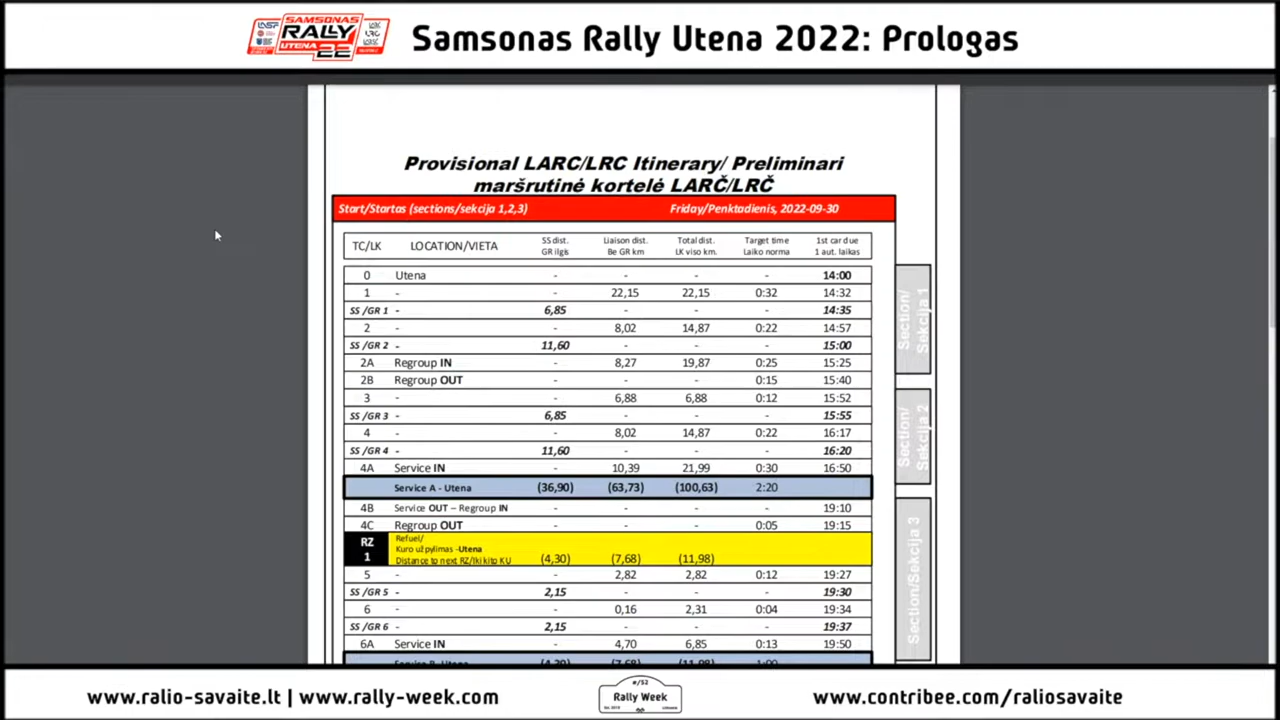 SAMSONAS
RALLY
UTENA 22
LASF
Samsonas Rally Utena 2022: Prologas
Provisional LARC/LRC Itinerary/ Preliminari
maršrutinė kortelė LARČ/LRČ
Start/Startas (sections/sekcija 1,2,3) Friday/Penktadienis, 2022-09-30
TC/LK LOCATION/VIETA SS dist. GR ilgis Liaison dist. Be GR km Total dist. LK viso km. Target time Laiko norma 1st car due 1 aut. laikas
0 Utena - - - - 14:00
1 - - 22,15 22,15 0:32 14:32
SS /GR 1 - 6,85 - - - 14:35
2 - - 8,02 14,87 0:22 14:57
SS /GR 2 - 11,60 - - - 15:00
2A Regroup IN - 8,27 19,87 0:25 15:25
2B Regroup OUT - - - 0:15 15:40
3 - - 6,88 6,88 0:12 15:52
SS /GR 3 - 6,85 - - - 15:55
4 - - 8,02 14,87 0:22 16:17
SS /GR 4 - 11,60 - - - 16:20
4A Service IN - 10,39 21,99 0:30 16:50
Service A - Utena (36,90) (63,73) (100,63) 2:20
4B Service OUT – Regroup IN - - - 19:10
4C Regroup OUT 0:05 19:15
RZ 1 Refuel/
Kuro užpylimas -Utena
Distance to next RZ/Iki kito KU (4,30) (7,68) (11,98)
5 - - 2,82 2,82 0:12 19:27
SS /GR 5 - 2,15 - - - 19:30
6 - - 0,16 2,31 0:04 19:34
SS /GR 6 - 2,15 - - - 19:37
6A Service IN - 4,70 6,85 0:13 19:50
Section/
Sekcija 1
Section/
Sekcija 2
Section/Sekcija 3
www.ralio-savaite.lt | www.rally-week.com
#/52
Rally Week
www.contribee.com/raliosavaite